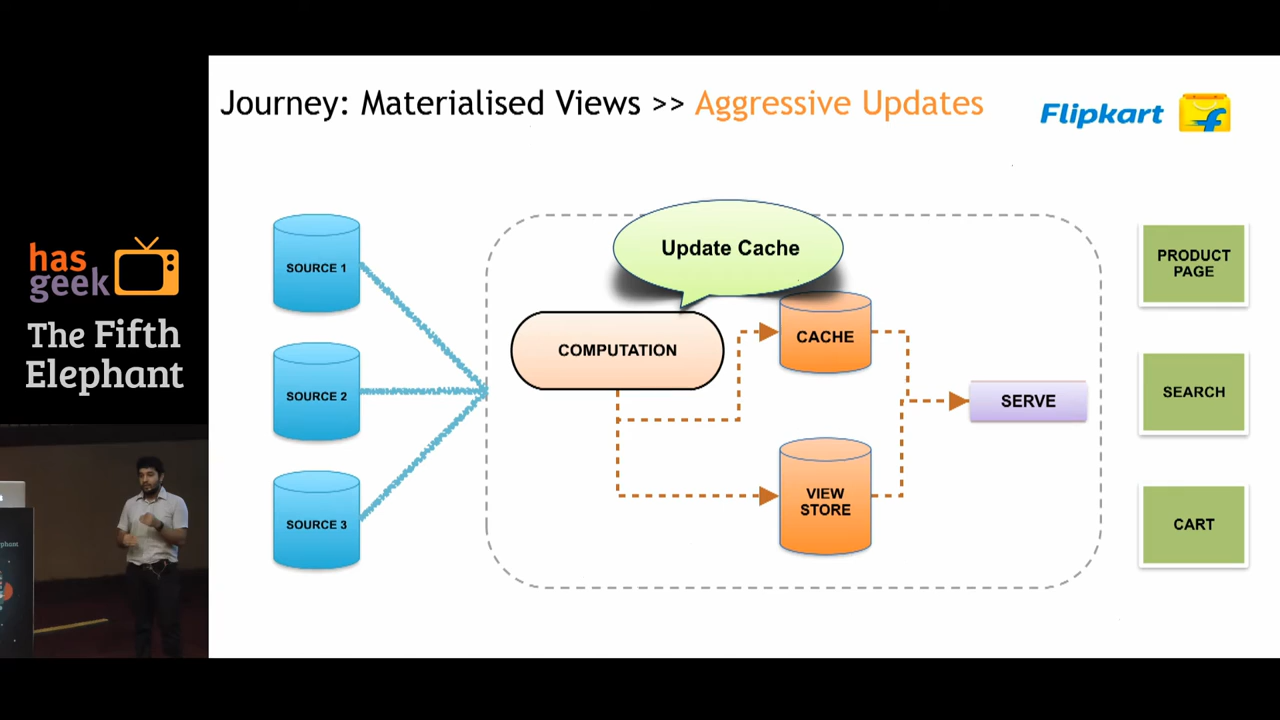 Journey: Materialised Views >> Aggressive Updates
Flipkart
has
geek
The Fifth
Elephant
SOURCE 1
SOURCE 2
SOURCE 3
Update Cache
COMPUTATION
CACHE
VIEW
STORE
SERVE
PRODUCT
PAGE
SEARCH
CART